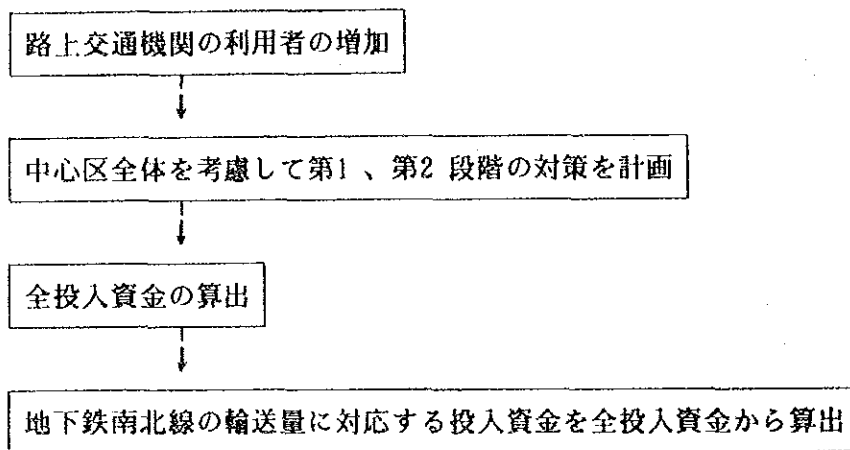 路上交通機関の利用者の増加
中心区全体を考慮して第1、第2 段階の対策を計画
全投入資金の算出
地下鉄南北線の輸送量に対応する投入資金を全投入資金から算出